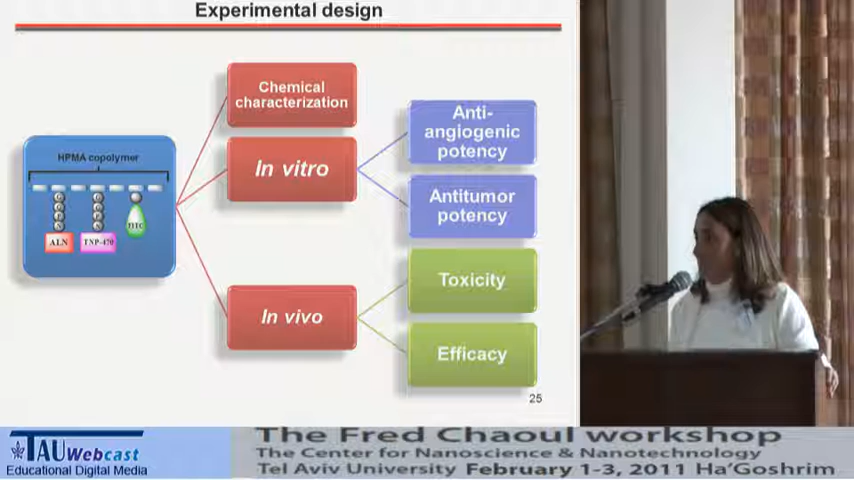 Experimental design
HPMA copolymer
ALN
TNP-470
FITC
Chemical
characterization
In vitro
In vivo
Anti-
angiogenic
potency
Antitumor
potency
Toxicity
Efficacy
25
TAU Webcast
Educational Digital Media
The Fred Chaoul workshop
The Center for Nanoscience & Nanotechnology
Tel Aviv University February 1-3, 2011 Ha'Goshrim